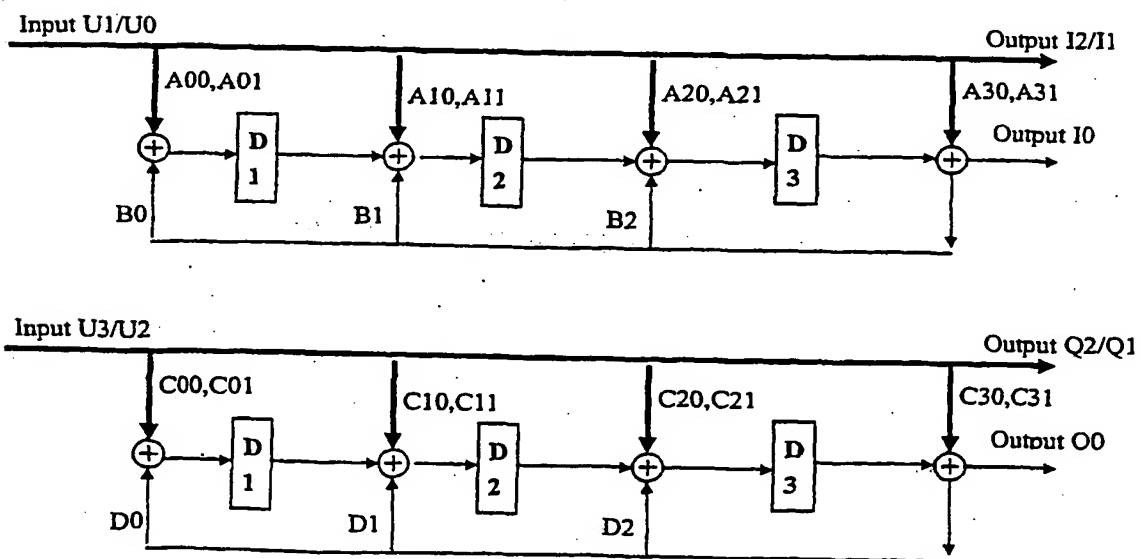 Input U1/U0
Output I2/I1
A00,A01
A10,A11
A20,A21
A30,A31
D
1
D
2
D
3
Output I0
B0
B1
B2
Input U3/U2
Output Q2/Q1
C00,C01
C10,C11
C20,C21
C30,C31
D
1
D
2
D
3
Output O0
D0
D1
D2